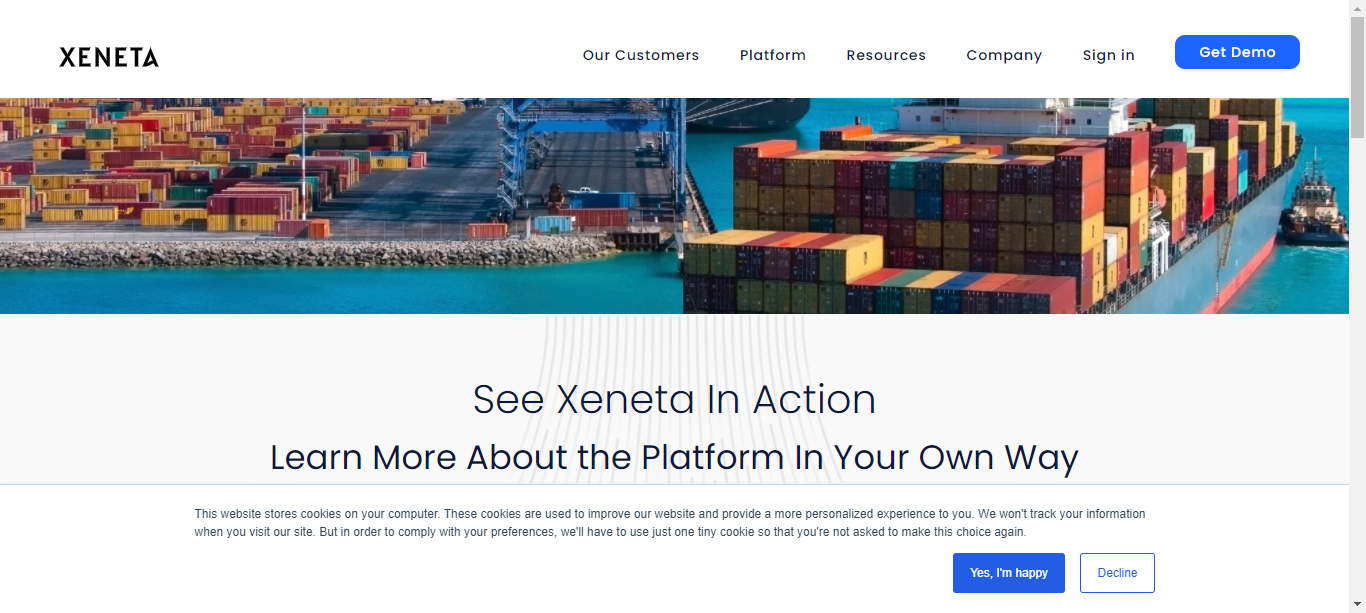 XENETA
Our Customers
Platform
Resources
Company
Sign in
Get Demo
See Xeneta In Action
Learn More About the Platform In Your Own Way
This website stores cookies on your computer. These cookies are used to improve our website and provide a more personalized experience to you. We won't track your information
when you visit our site. But in order to comply with your preferences, we'll have to use just one tiny cookie so that you're not asked to make this choice again.
Yes, I'm happy
Decline